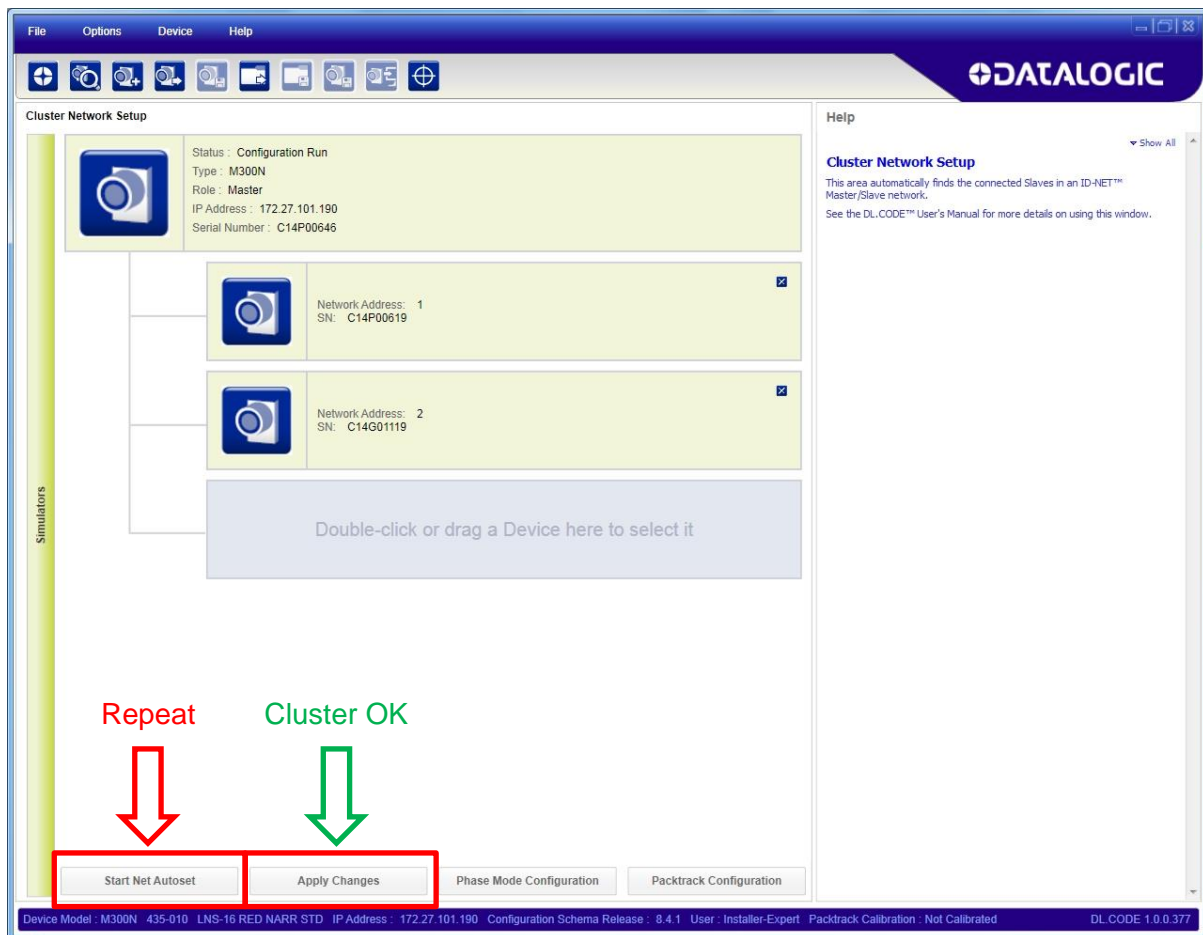 File Options Device Help
DATALOGIC
Cluster Network Setup
Simulators
Status : Configuration Run
Type : M300N
Role : Master
IP Address : 172.27.101.190
Serial Number : C14P00646
Network Address: 1
SN: C14P00619
Network Address: 2
SN: C14G01119
Double-click or drag a Device here to select it
Repeat
Cluster OK
Start Net Autoset
Apply Changes
Phase Mode Configuration
Packtrack Configuration
Help
Show All
Cluster Network Setup
This area automatically finds the connected Slaves in an ID-NET™
Master/Slave network.
See the DL.CODE™ User's Manual for more details on using this window.
Device Model : M300N 435-010 LNS-16 RED NARR STD IP Address : 172.27.101.190 Configuration Schema Release : 8.4.1 User : Installer-Expert Packtrack Calibration : Not Calibrated DL.CODE 1.0.0.377